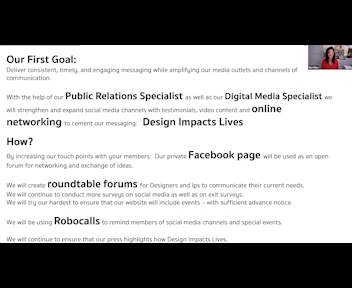 Our First Goal:
Deliver consistent, timely, and engaging messaging while amplifying our media outlets and channels of
communication.
With the help of our Public Relations Specialist as well as our Digital Media Specialist we
will strengthen and expand social media channels with testimonials, video content and online
networking to cement our messaging: Design Impacts Lives
How?
By increasing our touch points with your members: Our private Facebook page will be used as an open
forum for networking and exchange of ideas.
We will create roundtable forums for Designers and Ips to communicate their current needs.
We will continue to conduct more surveys on social media as well as on exit surveys.
We will try our hardest to ensure that our website will include events – with sufficient advance notice.
We will be using Robocalls to remind members of social media channels and special events.
We will continue to ensure that our press highlights how Design Impacts Lives.